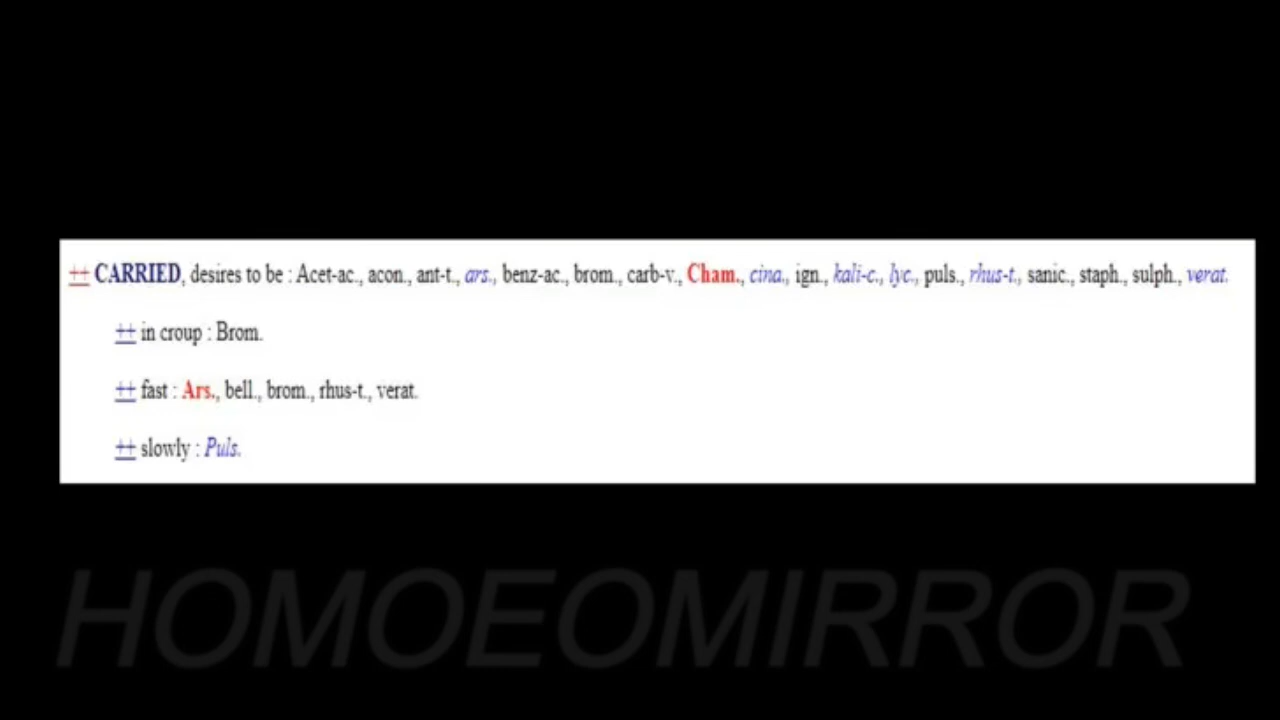 ++ CARRIED, desires to be : Acet-ac., acon., ant-t., ars., benz-ac., brom., carb-v., Cham., cina., ign., kali-c., lyc., puls., rhus-t., sanic., staph., sulph., verat.
++ in croup : Brom.
++ fast : Ars., bell., brom., rhus-t., verat.
++ slowly : Puls.
HOMOEOMIRROR